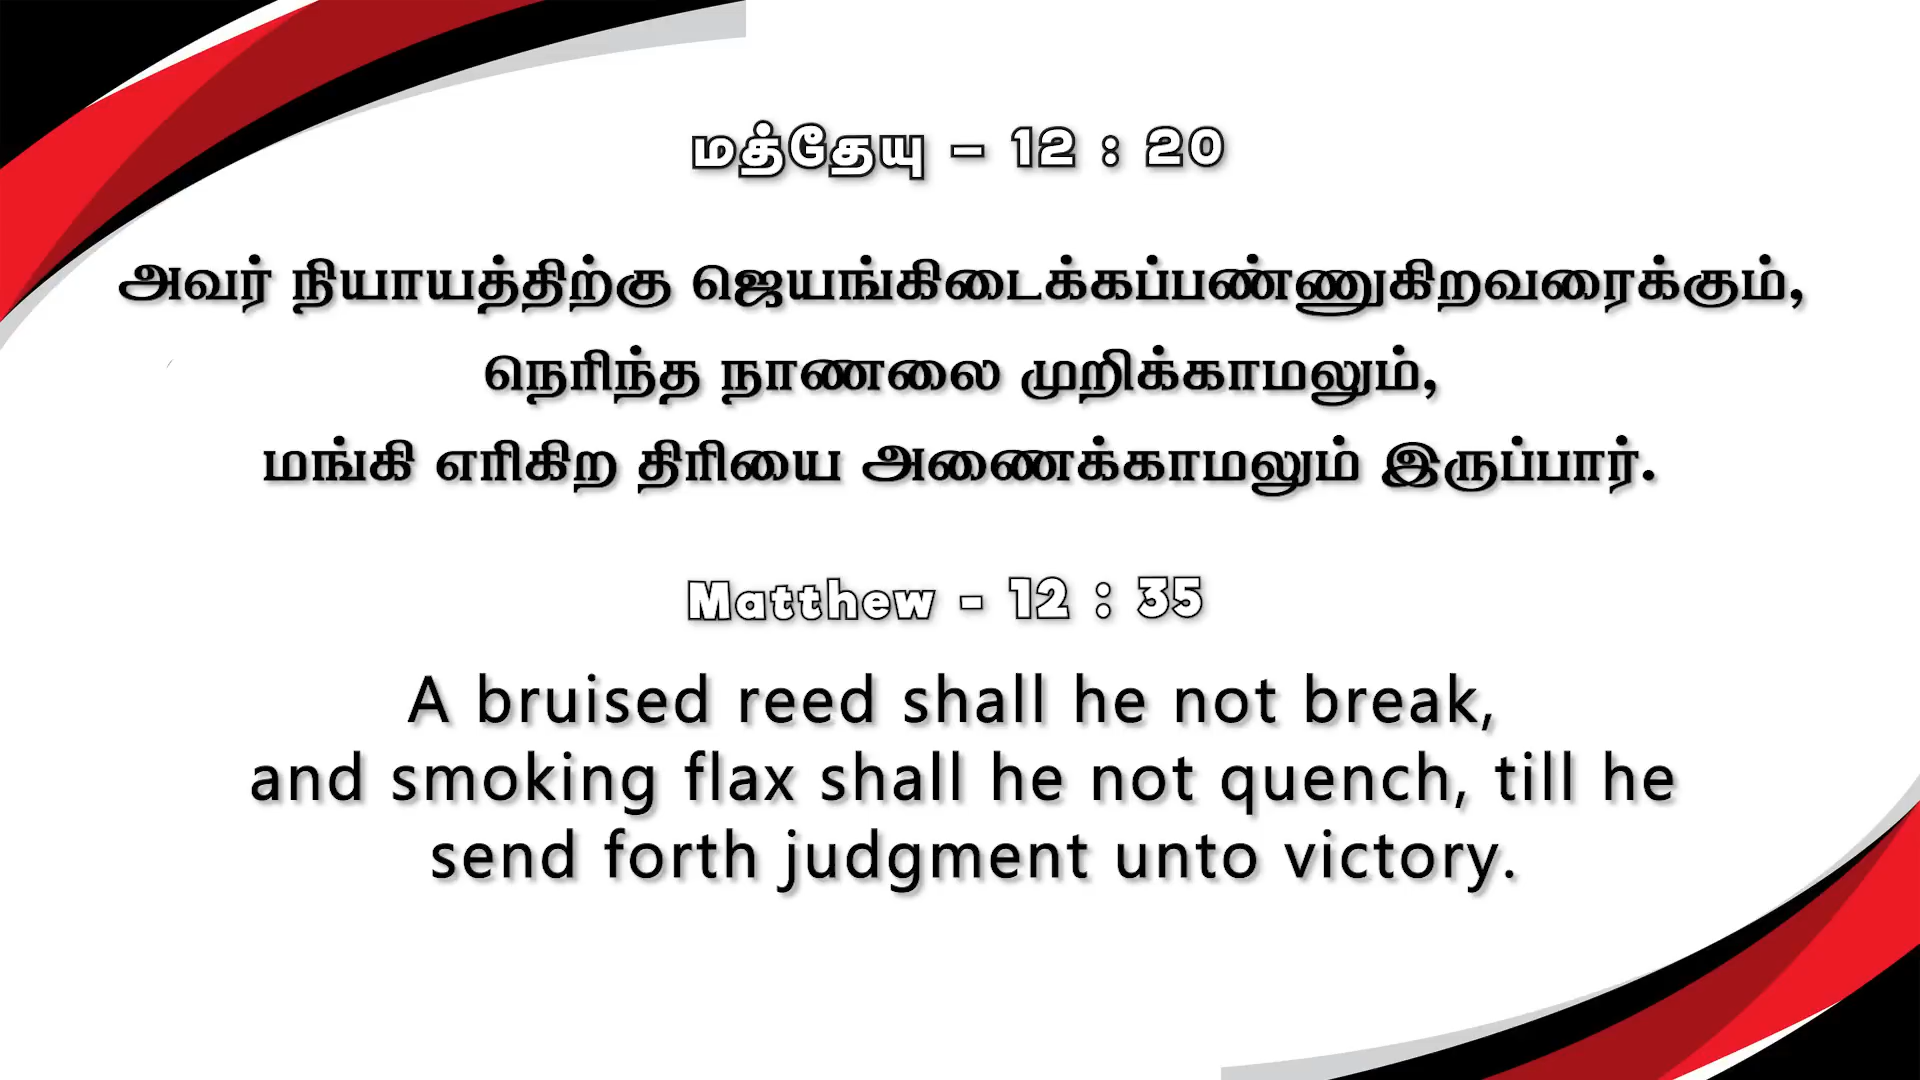 மத்தேயு - 12 : 20
அவர் நியாயத்திற்கு ஜெயங்கிடைக்கப்பண்ணுகிறவரைக்கும்,
நெரிந்த நாணலை முறிக்காமலும்,
மங்கி எரிகிற திரியை அணைக்காமலும் இருப்பார்.
Matthew - 12 : 35
A bruised reed shall he not break,
and smoking flax shall he not quench, till he
send forth judgment unto victory.